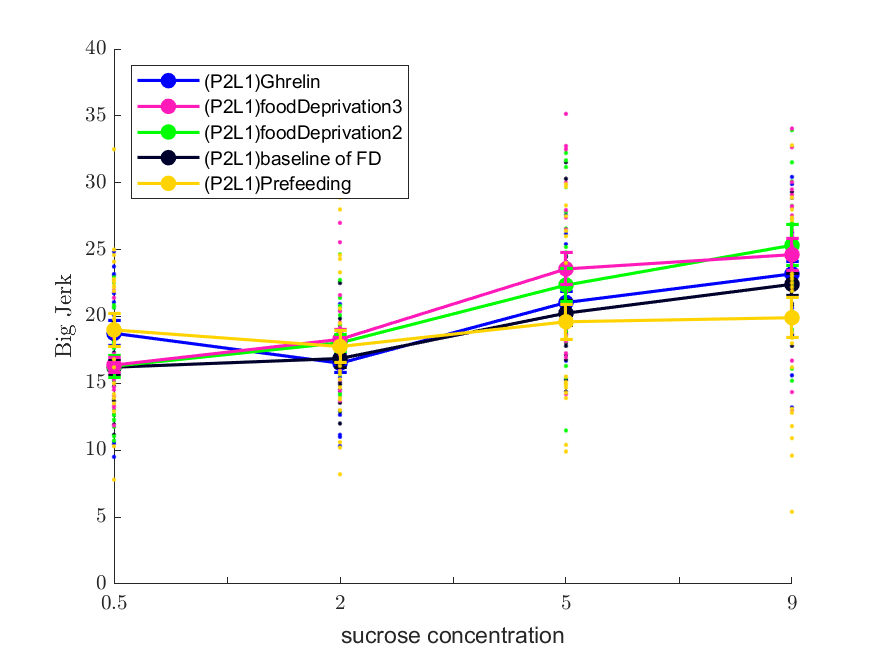 40
35
30
25
20
15
10
5
0
Big Jerk
(P2L1)Ghrelin
(P2L1)foodDeprivation3
(P2L1)foodDeprivation2
(P2L1)baseline of FD
(P2L1)Prefeeding
0.5 2 5 9
sucrose concentration